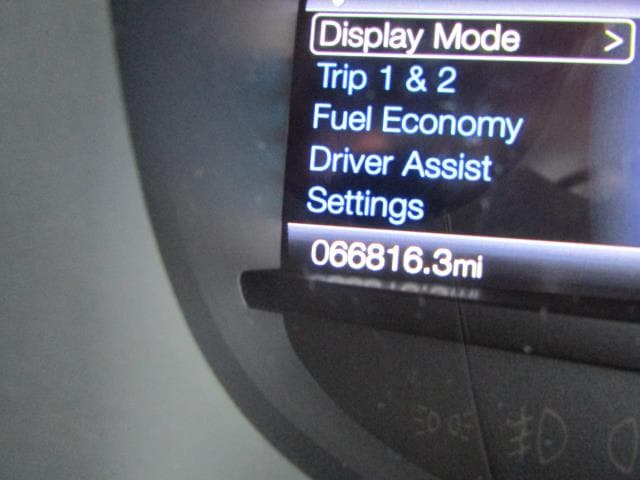 Display Mode >
Trip 1 & 2
Fuel Economy
Driver Assist
Settings
066816.3mi